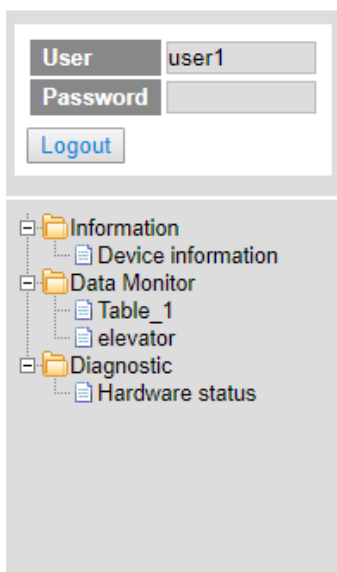 User user1
Password
Logout
Information
Device information
Data Monitor
Table_1
elevator
Diagnostic
Hardware status